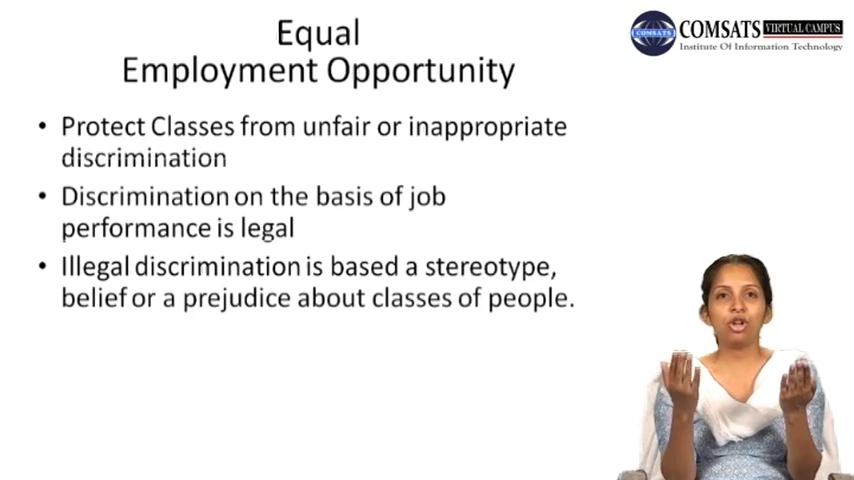 Equal
Employment Opportunity
COMSATS VIRTUAL CAMPUS
(COMSATS)
Institute Of Information Technology
• Protect Classes from unfair or inappropriate
discrimination
• Discrimination on the basis of job
performance is legal
• Illegal discrimination is based a stereotype,
belief or a prejudice about classes of people.